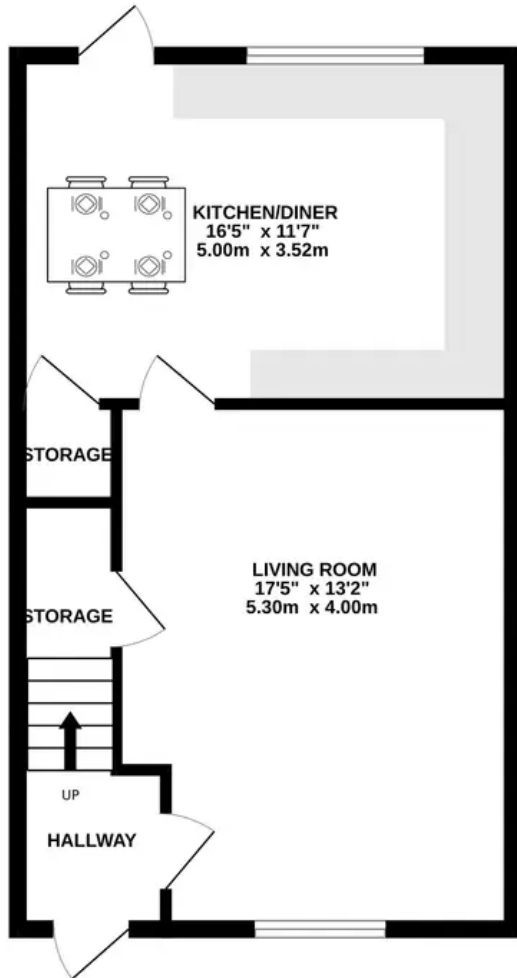 KITCHEN/DINER
16'5" x 11'7"
5.00m x 3.52m
STORAGE
LIVING ROOM
17'5" x 13'2"
5.30m x 4.00m
STORAGE
UP
HALLWAY